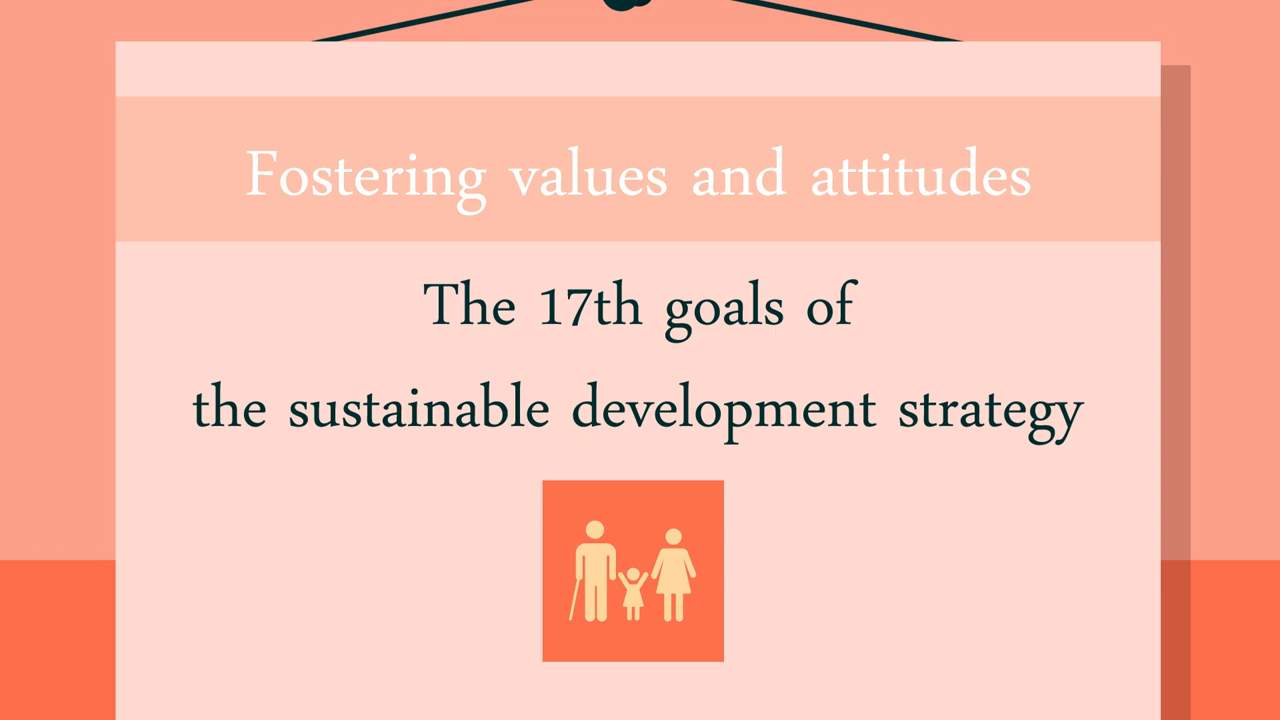 Fostering values and attitudes
The 17th goals of
the sustainable development strategy